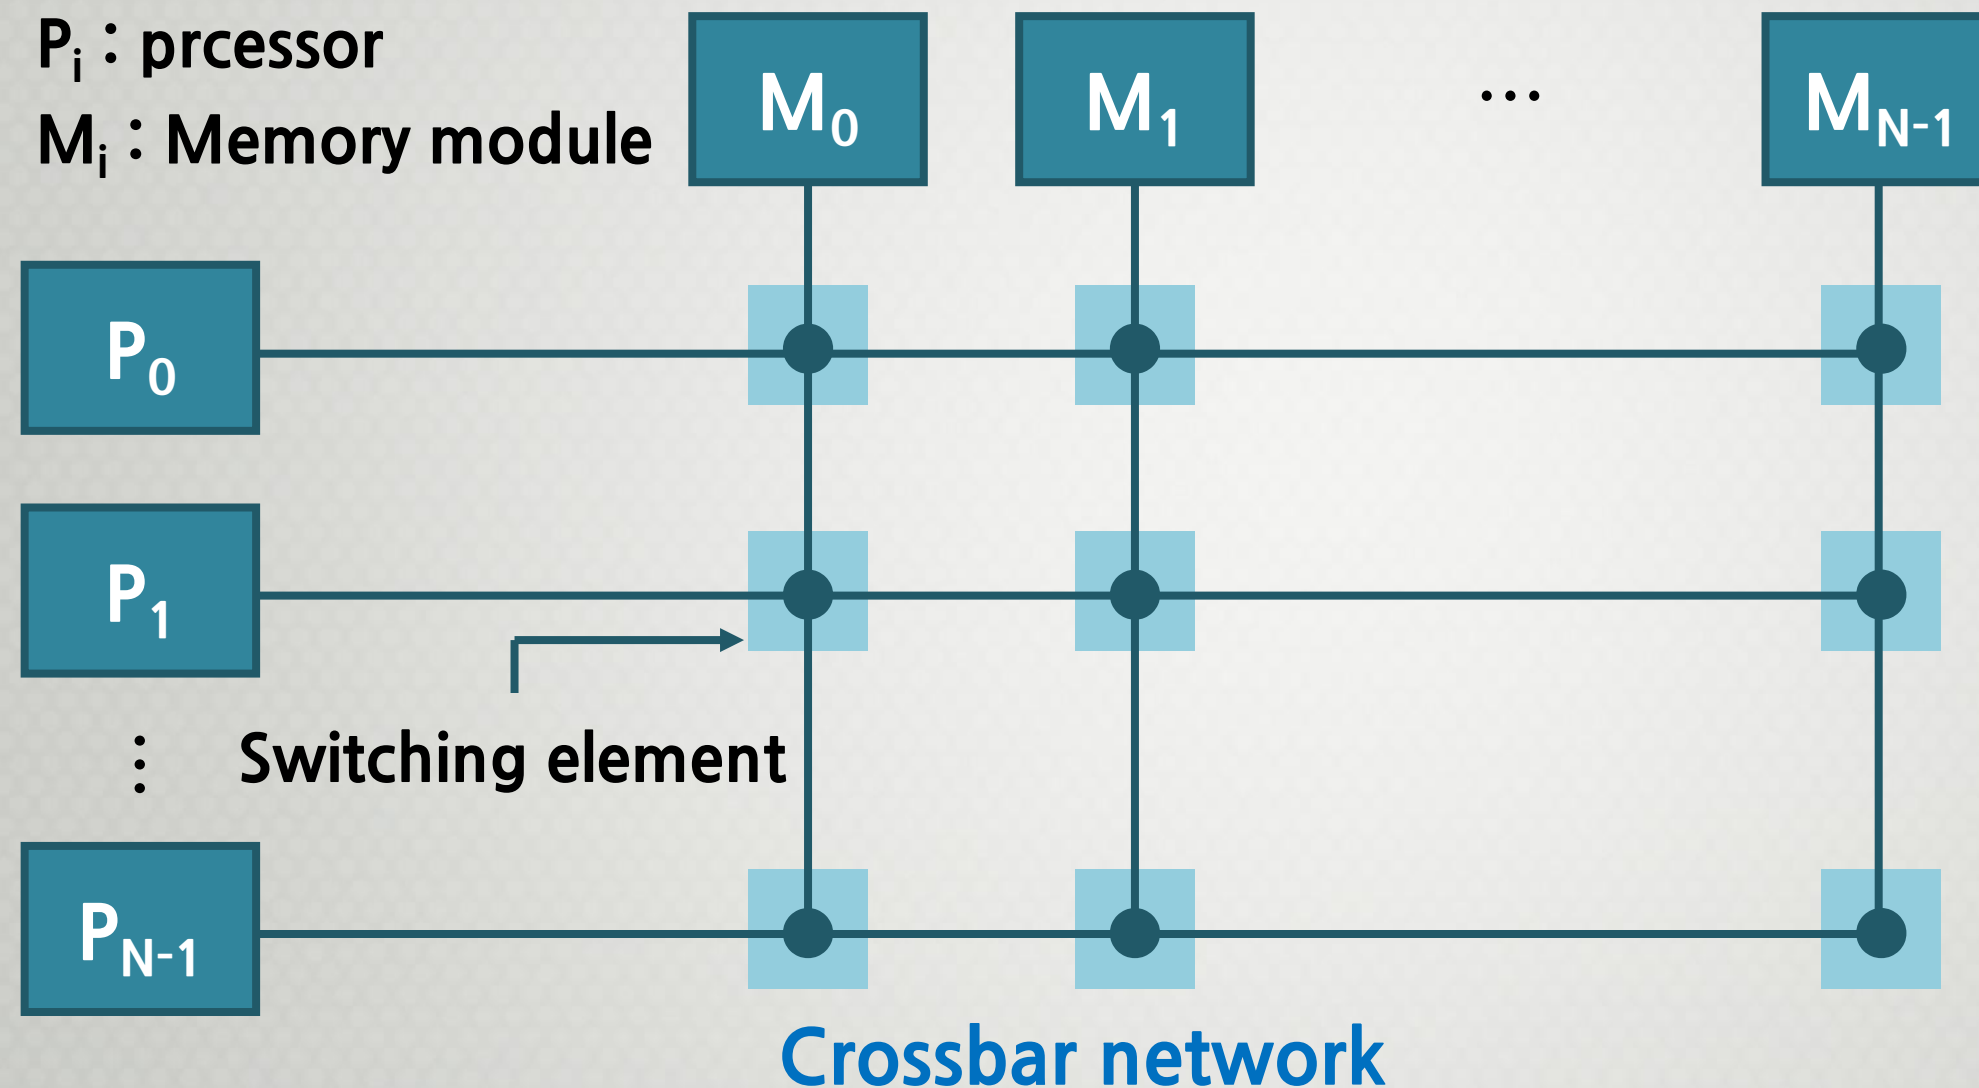 Pi : prcessor
Mi : Memory module
M0
M1
...
MN-1
P0
P1
⋮
Switching element
PN-1
Crossbar network